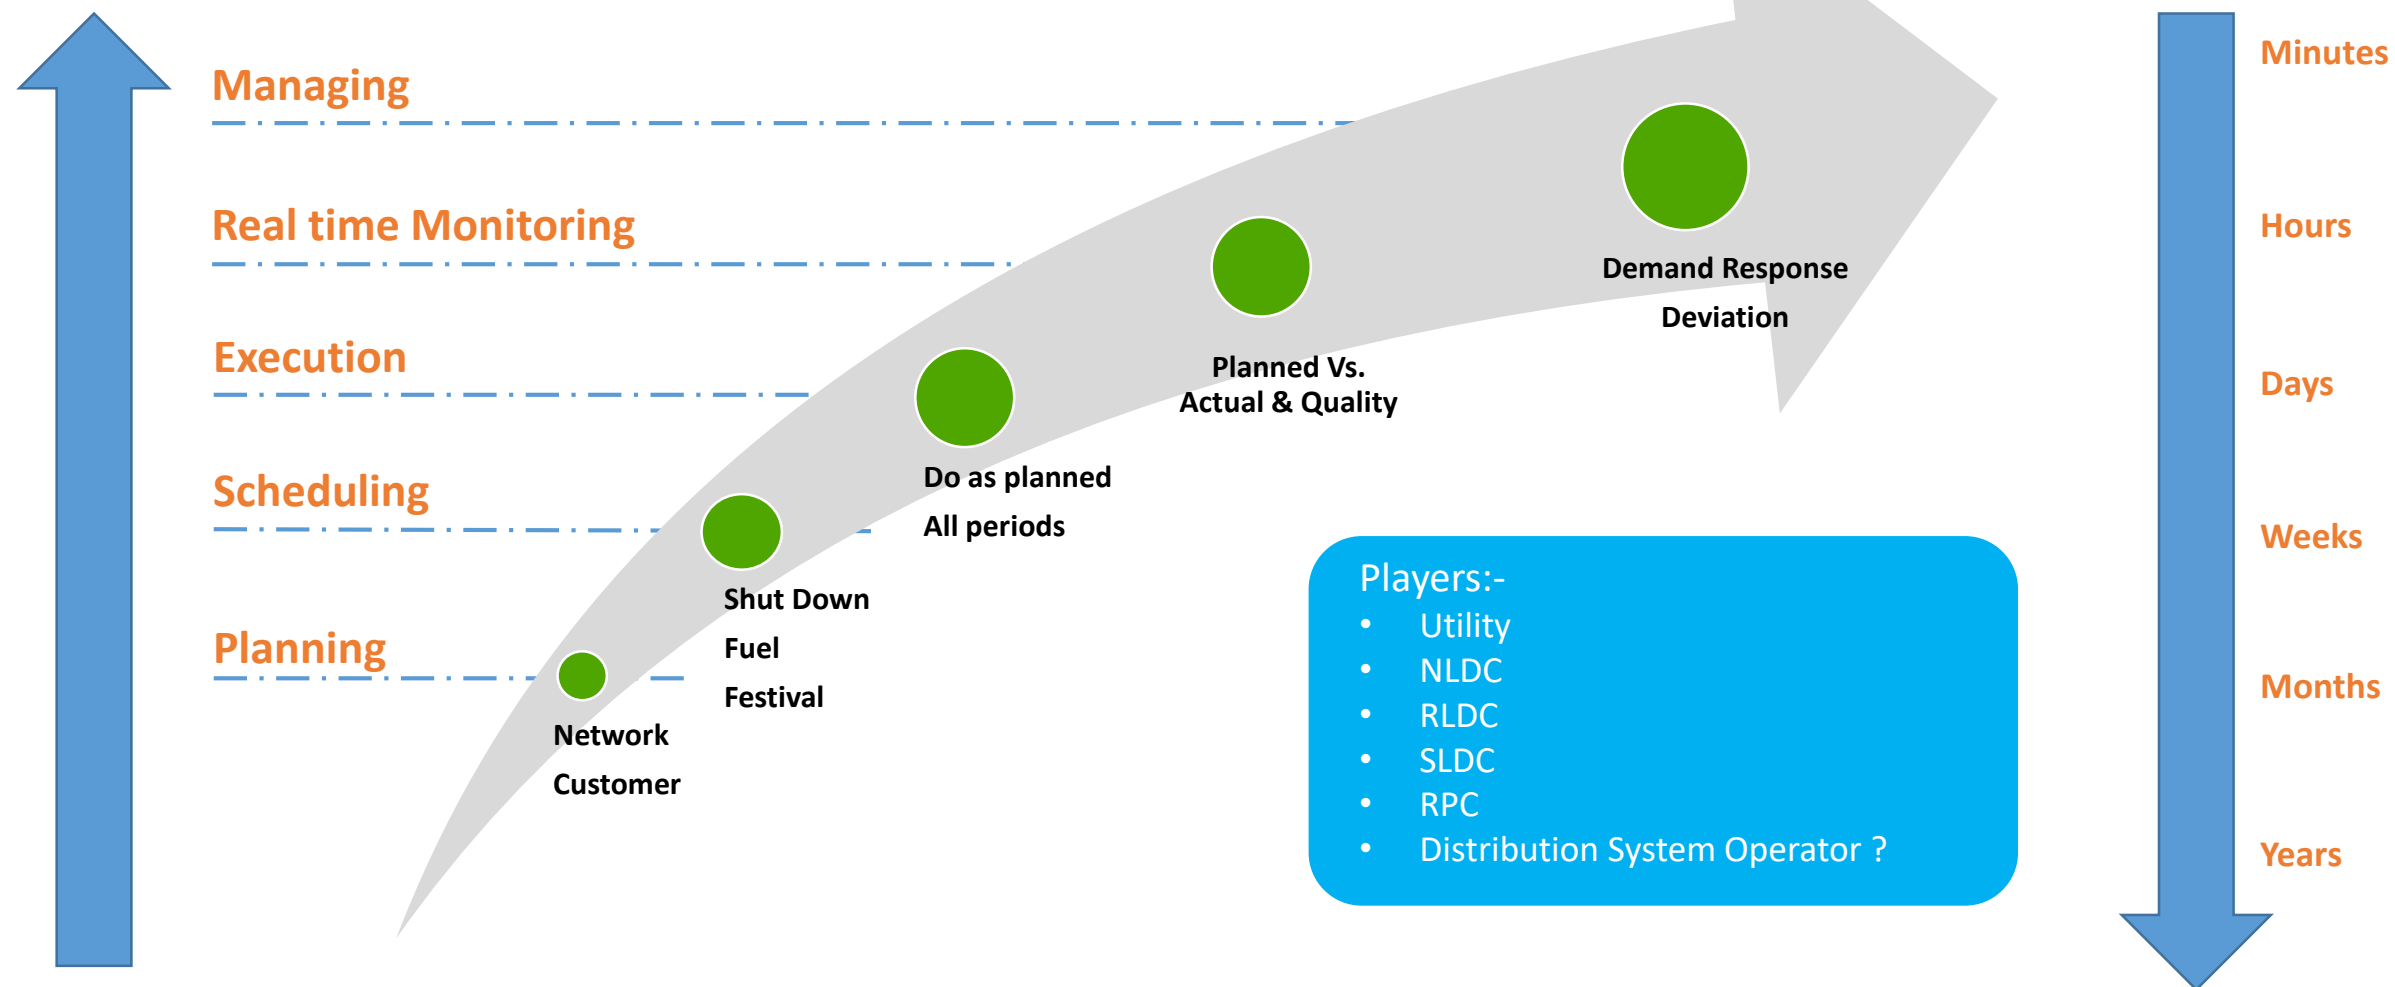 Managing
Real time Monitoring
Execution
Scheduling
Planning
Network
Customer
Shut Down
Fuel
Festival
Do as planned
All periods
Planned Vs.
Actual & Quality
Demand Response
Deviation
Players:-
• Utility
• NLDC
• RLDC
• SLDC
• RPC
• Distribution System Operator ?
Minutes
Hours
Days
Weeks
Months
Years